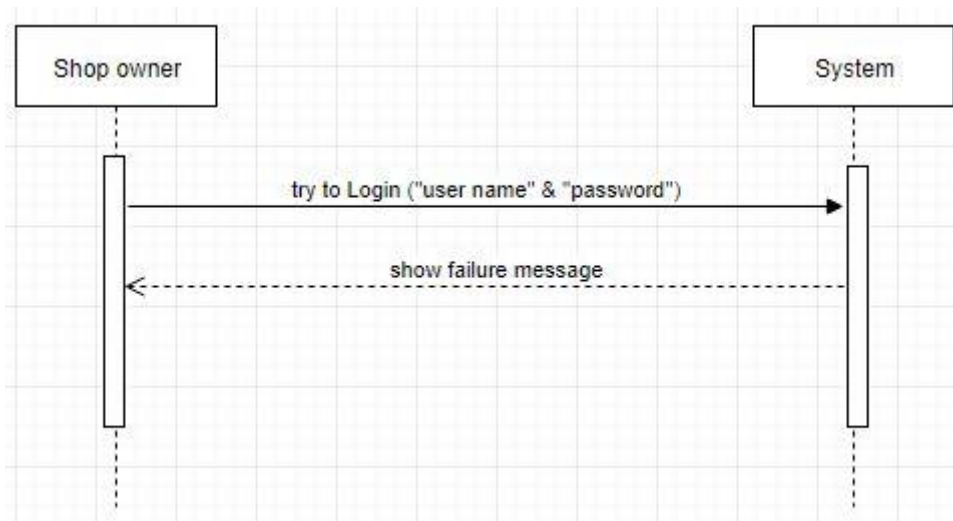 Shop owner
System
try to Login ("user name" & "password")
show failure message